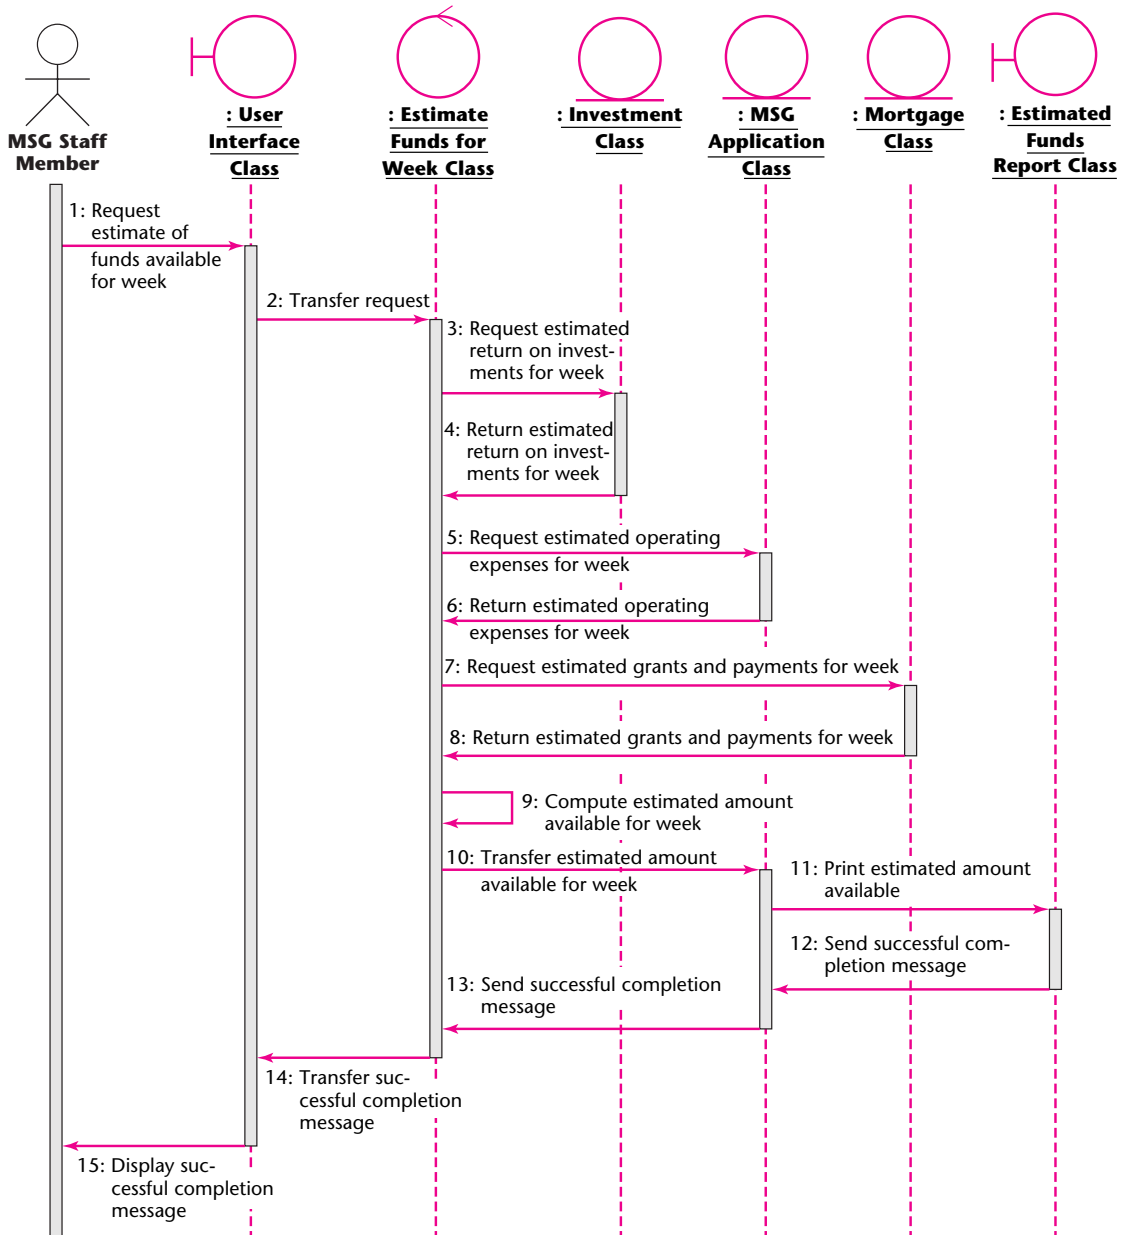 MSG Staff
Member
: User
Interface
Class
: Estimate
Funds for
Week Class
: Investment
Class
: MSG
Application
Class
: Mortgage
Class
: Estimated
Funds
Report Class
1: Request
estimate of
funds available
for week
2: Transfer request
3: Request estimated
return on invest-
ments for week
4: Return estimated
return on invest-
ments for week
5: Request estimated operating
expenses for week
6: Return estimated operating
expenses for week
7: Request estimated grants and payments for week
8: Return estimated grants and payments for week
9: Compute estimated amount
available for week
10: Transfer estimated amount
available for week
11: Print estimated amount
available
12: Send successful com-
pletion message
13: Send successful completion
message
14: Transfer suc-
cessful completion
message
15: Display suc-
cessful completion
message